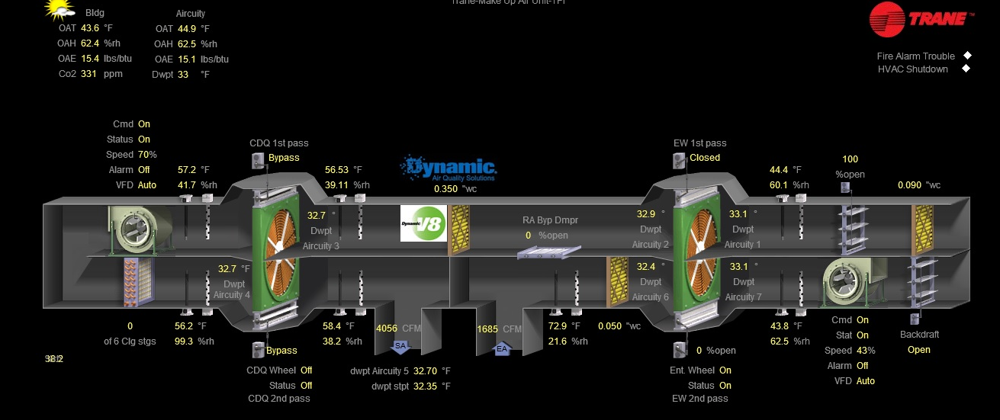 Trane-Make Up Air Unit-TPI
Bldg
OAT 43.6 °F
OAH 62.4 %rh
OAE 15.4 lbs/btu
Co2 331 ppm
Aircuity
OAT 44.9 °F
OAH 62.5 %rh
OAE 15.1 lbs/btu
Dwpt 33 °F
TRANE™
Fire Alarm Trouble
HVAC Shutdown
Cmd On
Status On
Speed 70%
Alarm Off
VFD Auto
57.2 °F
41.7 %rh
CDQ 1st pass
Bypass
56.53 °F
39.11 %rh
Dynamic
Air Quality Solutions
0.350 "wc
EW 1st pass
Closed
44.4 °F
60.1 %rh
100
%open
0.090 "wc
32.7 °
Dwpt
Aircuity 3
Dynamic V8
RA Byp Dmpr
0 %open
32.9 °
Dwpt
Aircuity 2
33.1 °
Dwpt
Aircuity 1
32.7 °F
Dwpt
Aircuity 4
32.4 °
Dwpt
Aircuity 6
33.1 °
Dwpt
Aircuity 7
0
of 6 Clg stgs
56.2 °F
99.3 %rh
58.4 °F
38.2 %rh
4056 CFM
SA
1685 CFM
EA
72.9 °F
21.6 %rh
0.050 "wc
43.8 °F
62.5 %rh
Cmd On
Stat On
Speed 43%
Alarm Off
VFD Auto
Backdraft
Open
38.2
Bypass
CDQ Wheel Off
Status Off
CDQ 2nd pass
dwpt Aircuity 5 32.70 °F
dwpt stpt 32.35 °F
0 %open
Ent. Wheel On
Status On
EW 2nd pass